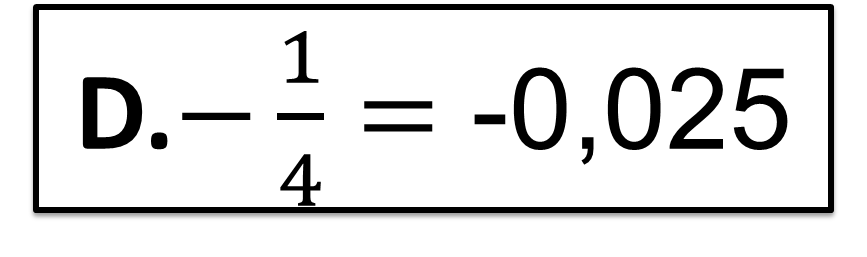 D. − 1/4 = -0,025